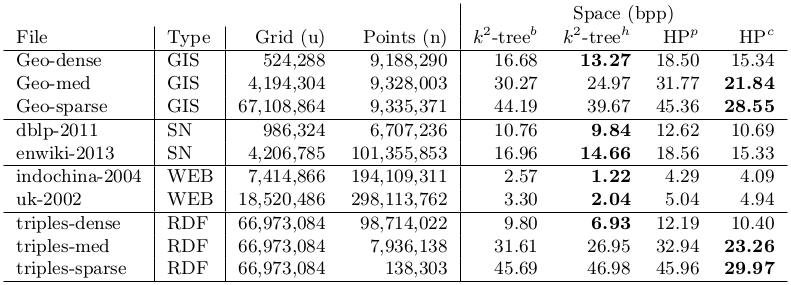 Space (bpp)
File Type Grid (u) Points (n) k²-treeᵇ k²-treeʰ HPᵖ HPᶜ
Geo-dense GIS 524,288 9,188,290 16.68 13.27 18.50 15.34
Geo-med GIS 4,194,304 9,328,003 30.27 24.97 31.77 21.84
Geo-sparse GIS 67,108,864 9,335,371 44.19 39.67 45.36 28.55
dblp-2011 SN 986,324 6,707,236 10.76 9.84 12.62 10.69
enwiki-2013 SN 4,206,785 101,355,853 16.96 14.66 18.56 15.33
indochina-2004 WEB 7,414,866 194,109,311 2.57 1.22 4.29 4.09
uk-2002 WEB 18,520,486 298,113,762 3.30 2.04 5.04 4.94
triples-dense RDF 66,973,084 98,714,022 9.80 6.93 12.19 10.40
triples-med RDF 66,973,084 7,936,138 31.61 26.95 32.94 23.26
triples-sparse RDF 66,973,084 138,303 45.69 46.98 45.96 29.97